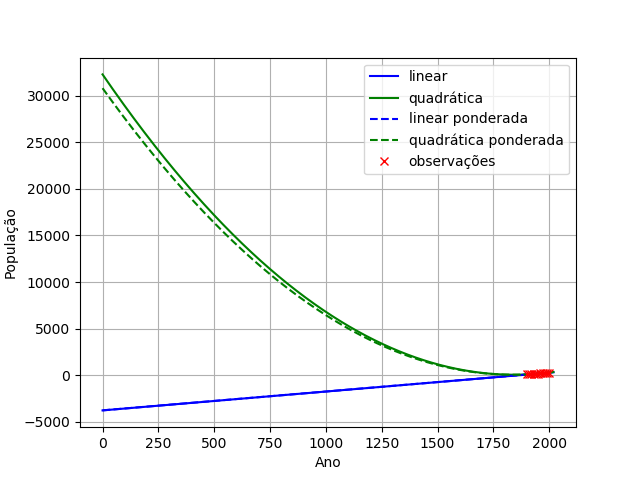 linear
quadrática
linear ponderada
quadrática ponderada
observações
30000
25000
20000
15000
10000
5000
0
−5000
População
0 250 500 750 1000 1250 1500 1750 2000
Ano